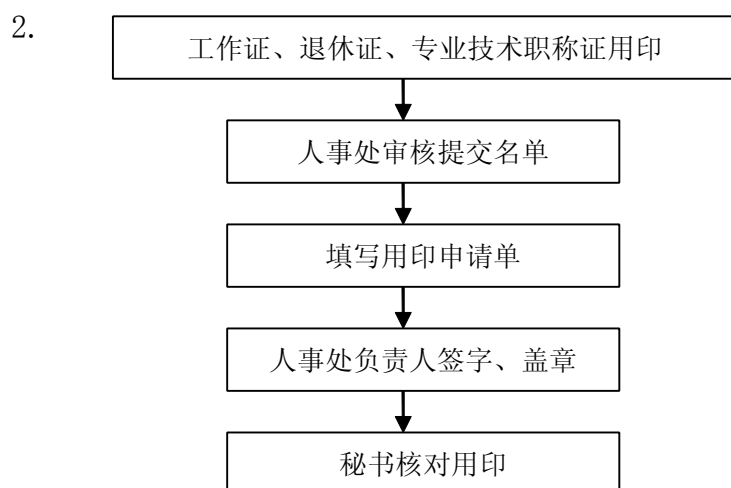 2.
工作证、退休证、专业技术职称证用印
人事处审核提交名单
填写用印申请单
人事处负责人签字、盖章
秘书核对用印